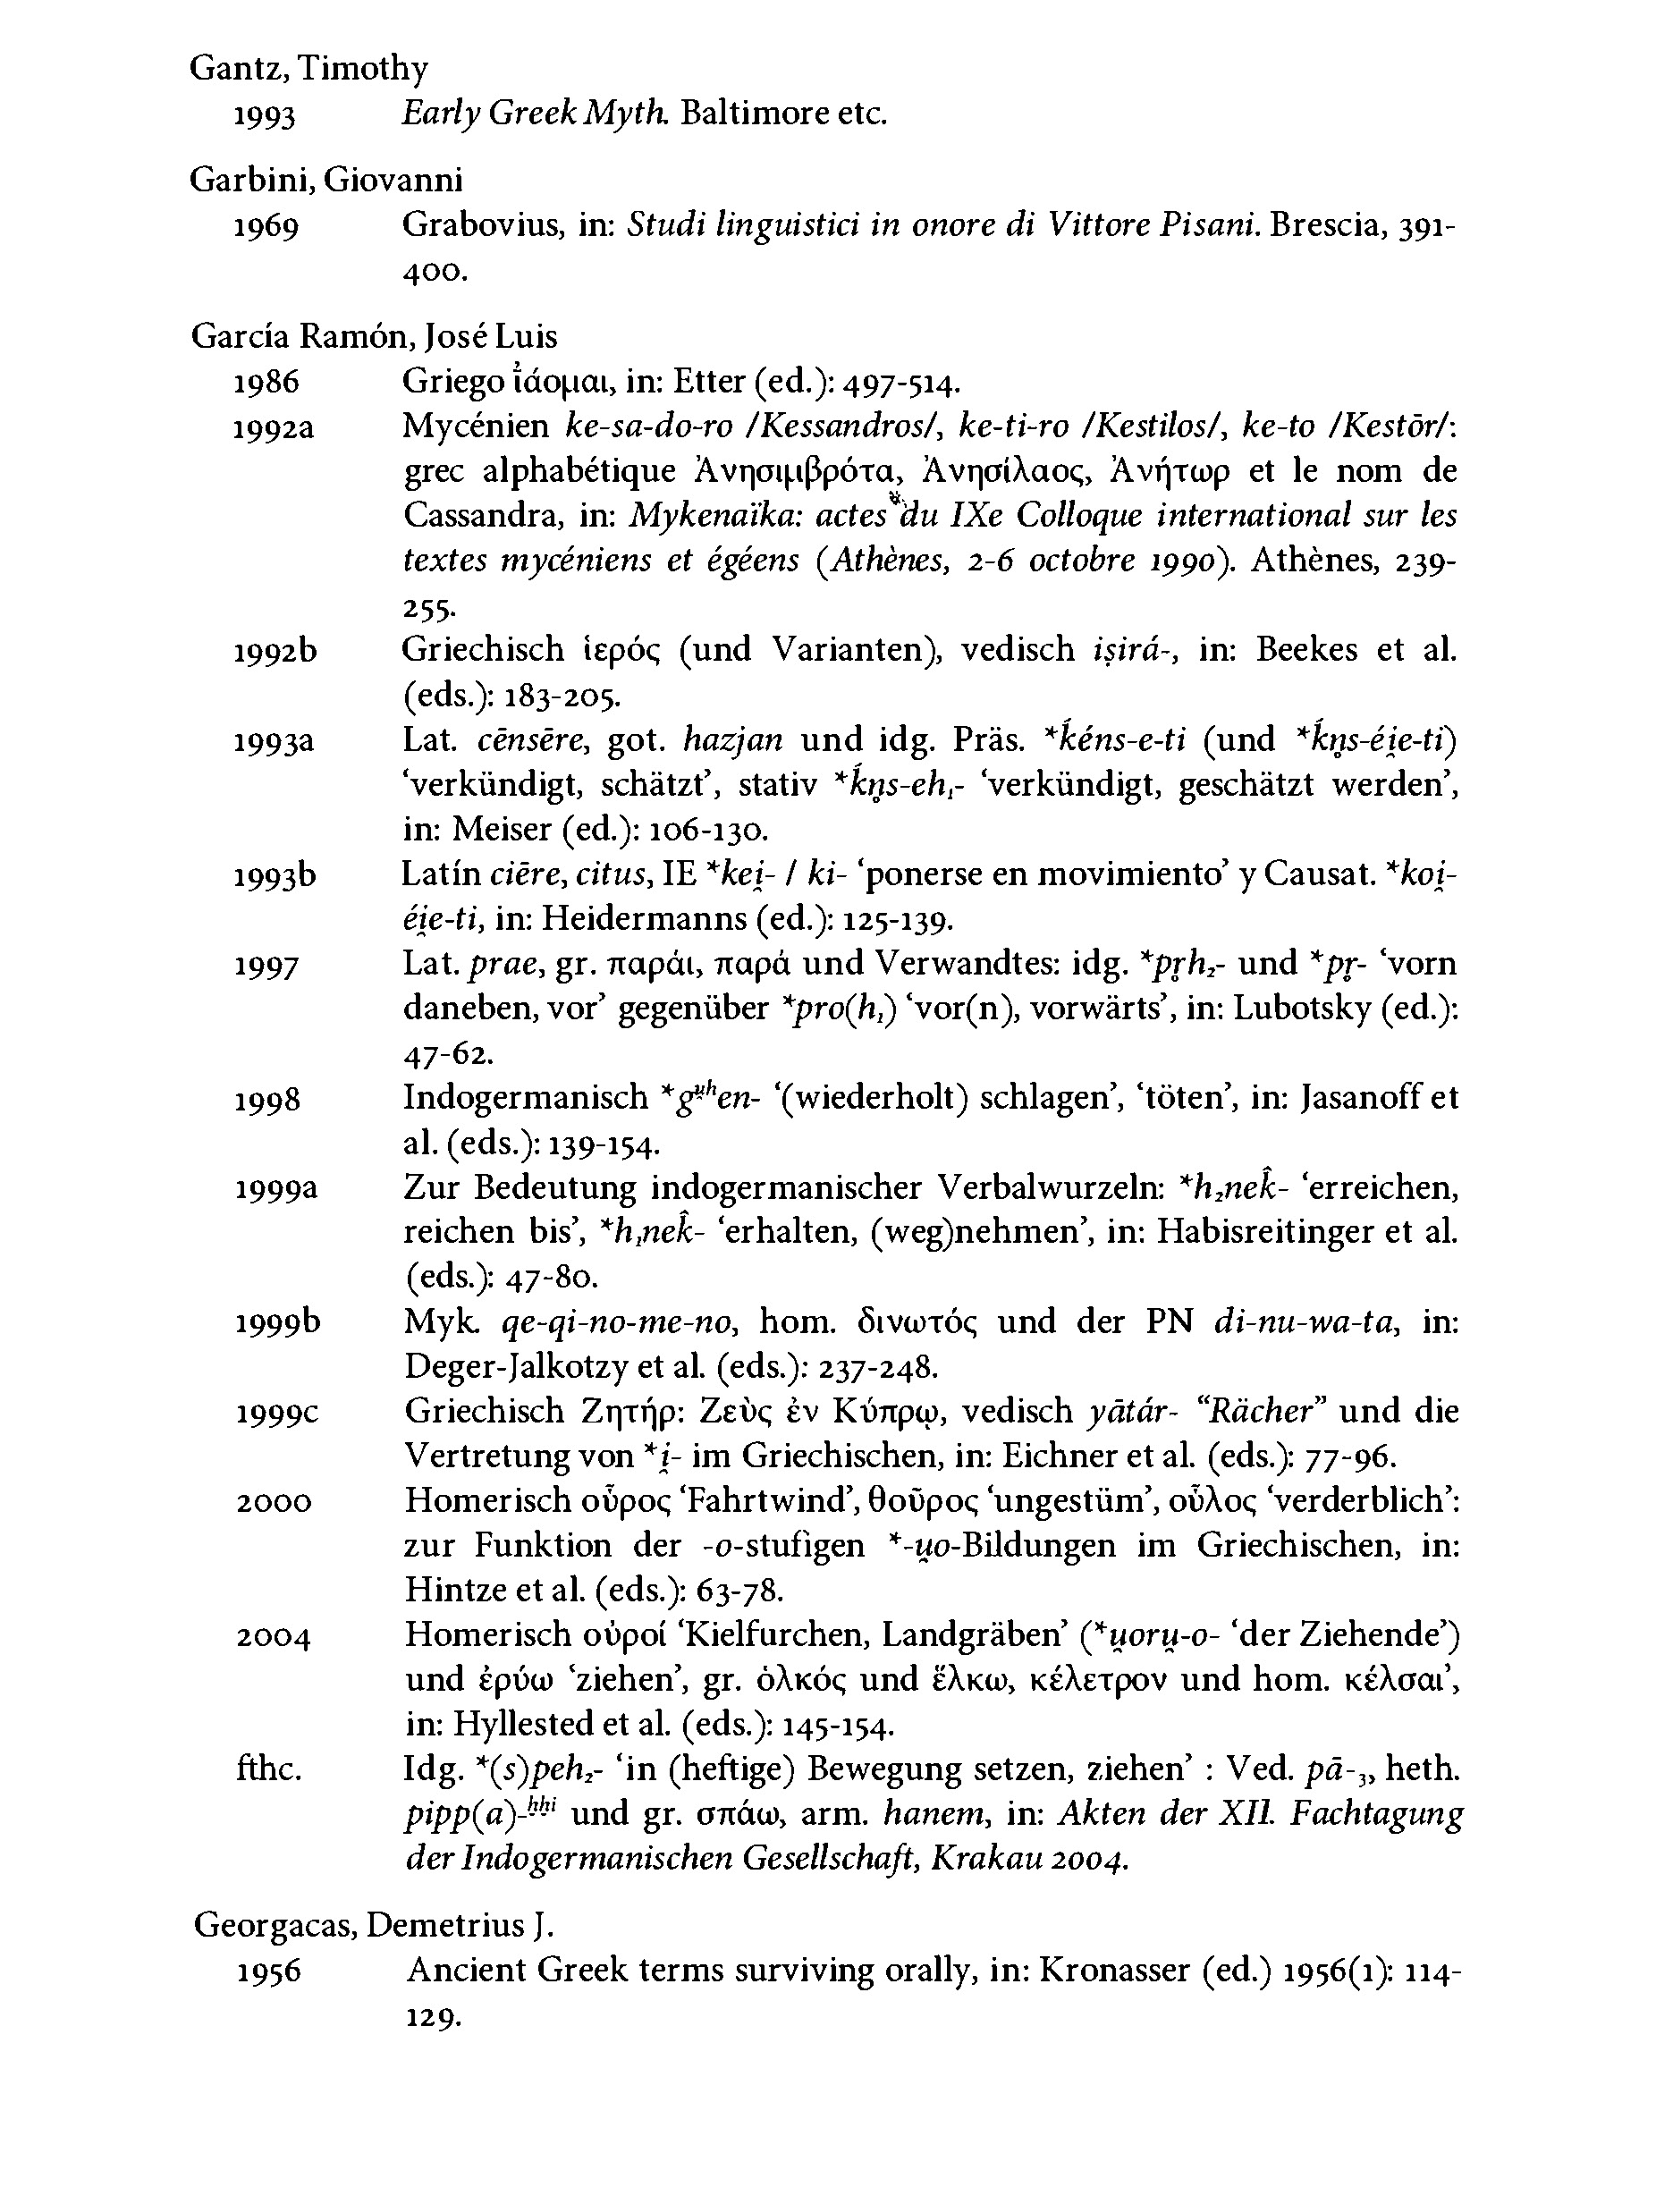 Gantz, Timothy
1993 Early Greek Myth. Baltimore etc.
Garbini, Giovanni
1969 Grabovius, in: Studi linguistici in onore di Vittore Pisani. Brescia, 391-
400.
García Ramón, José Luis
1986 Griego ἰάομαι, in: Etter (ed.): 497-514.
1992a Mycénien ke-sa-do-ro /Kessandros/, ke-ti-ro /Kestilos/, ke-to /Kestōr/:
grec alphabétique Ἀνησιμβρότα, Ἀνησίλαος, Ἀνήτωρ et le nom de
Cassandra, in: Mykenaïka: actes du IXe Colloque international sur les
textes mycéniens et égéens (Athènes, 2-6 octobre 1990). Athènes, 239-
255.
1992b Griechisch ἱερός (und Varianten), vedisch iṣirá-, in: Beekes et al.
(eds.): 183-205.
1993a Lat. cēnsēre, got. hazjan und idg. Präs. *ḱéns-e-ti (und *ḱn̥s-éi̯e-ti)
‘verkündigt, schätzt’, stativ *ḱn̥s-eh₁- ‘verkündigt, geschätzt werden’,
in: Meiser (ed.): 106-130.
1993b Latín ciēre, citus, IE *kei̯- / ki- ‘ponerse en movimiento’ y Causat. *koi̯-
éi̯e-ti, in: Heidermanns (ed.): 125-139.
1997 Lat. prae, gr. παράι, παρά und Verwandtes: idg. *pr̥h₂- und *pr̥- ‘vorn
daneben, vor’ gegenüber *pro(h₁) ‘vor(n), vorwärts’, in: Lubotsky (ed.):
47-62.
1998 Indogermanisch *gᵘ̯ʰen- ‘(wiederholt) schlagen’, ‘töten’, in: Jasanoff et
al. (eds.): 139-154.
1999a Zur Bedeutung indogermanischer Verbalwurzeln: *h₂nek̂- ‘erreichen,
reichen bis’, *h₁nek̂- ‘erhalten, (weg)nehmen’, in: Habisreitinger et al.
(eds.): 47-80.
1999b Myk. qe-qi-no-me-no, hom. δινωτός und der PN di-nu-wa-ta, in:
Deger-Jalkotzy et al. (eds.): 237-248.
1999c Griechisch Ζητήρ: Ζεὺς ἐν Κύπρῳ, vedisch yātár- “Rächer” und die
Vertretung von *i̯- im Griechischen, in: Eichner et al. (eds.): 77-96.
2000 Homerisch οὖρος ‘Fahrtwind’, θοῦρος ‘ungestüm’, οὖλος ‘verderblich’:
zur Funktion der -o-stufigen *-u̯o-Bildungen im Griechischen, in:
Hintze et al. (eds.): 63-78.
2004 Homerisch οὐροί ‘Kielfurchen, Landgräben’ (*u̯oru̯-o- ‘der Ziehende’)
und ἐρύω ‘ziehen’, gr. ὁλκός und ἕλκω, κέλετρον und hom. κέλσαι’,
in: Hyllested et al. (eds.): 145-154.
fthc. Idg. *(s)peh₂- ‘in (heftige) Bewegung setzen, ziehen’ : Ved. pā-₃, heth.
pipp(a)-ḫḫi und gr. σπάω, arm. hanem, in: Akten der XII. Fachtagung
der Indogermanischen Gesellschaft, Krakau 2004.
Georgacas, Demetrius J.
1956 Ancient Greek terms surviving orally, in: Kronasser (ed.) 1956(1): 114-
129.